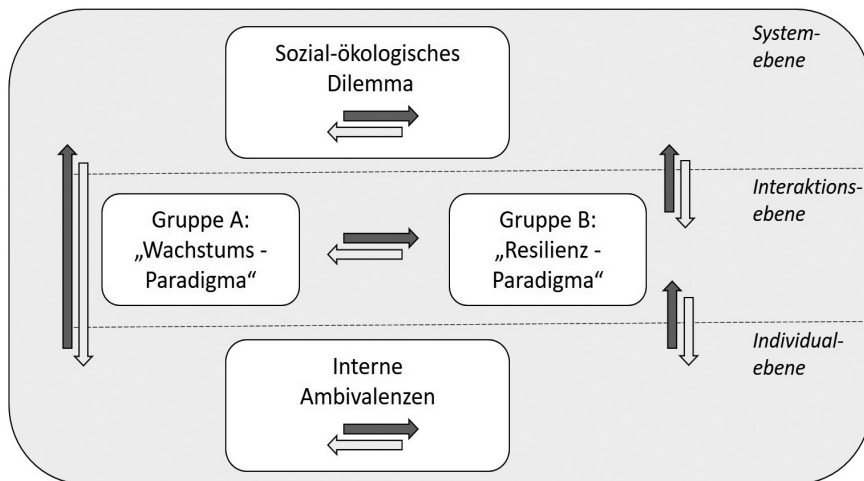 Sozial-ökologisches
Dilemma
System-
ebene
Interaktions-
ebene
Gruppe A:
„Wachstums -
Paradigma“
Gruppe B:
„Resilienz -
Paradigma“
Individual-
ebene
Interne
Ambivalenzen